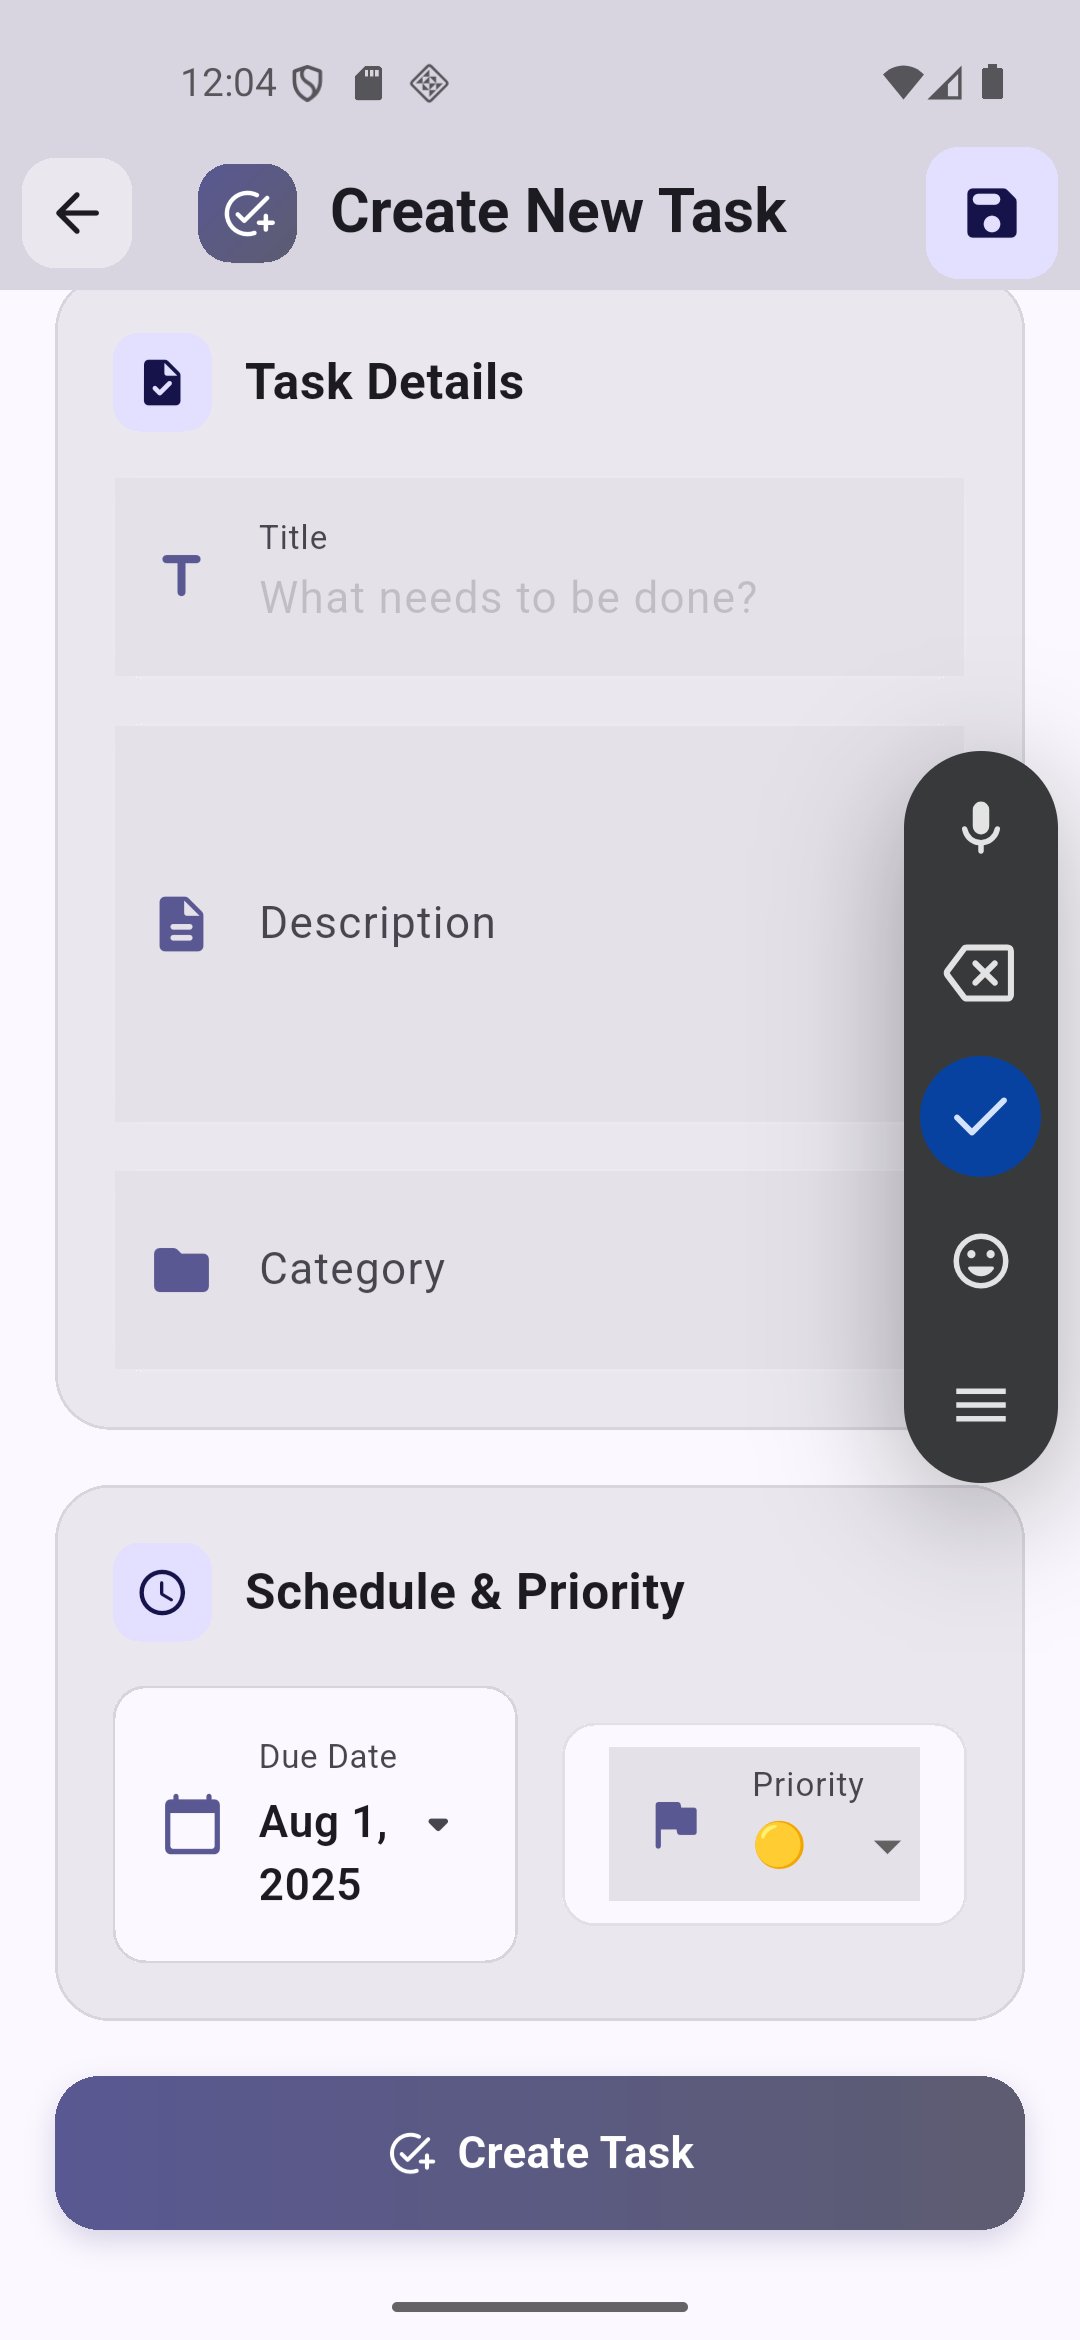 12:04
Create New Task
Task Details
Title
What needs to be done?
Description
Category
Schedule & Priority
Due Date
Aug 1,
2025
Priority
Create Task